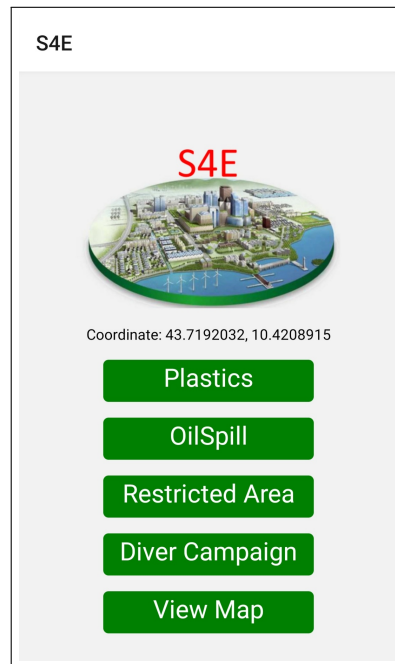 S4E
S4E
Coordinate: 43.7192032, 10.4208915
Plastics
OilSpill
Restricted Area
Diver Campaign
View Map